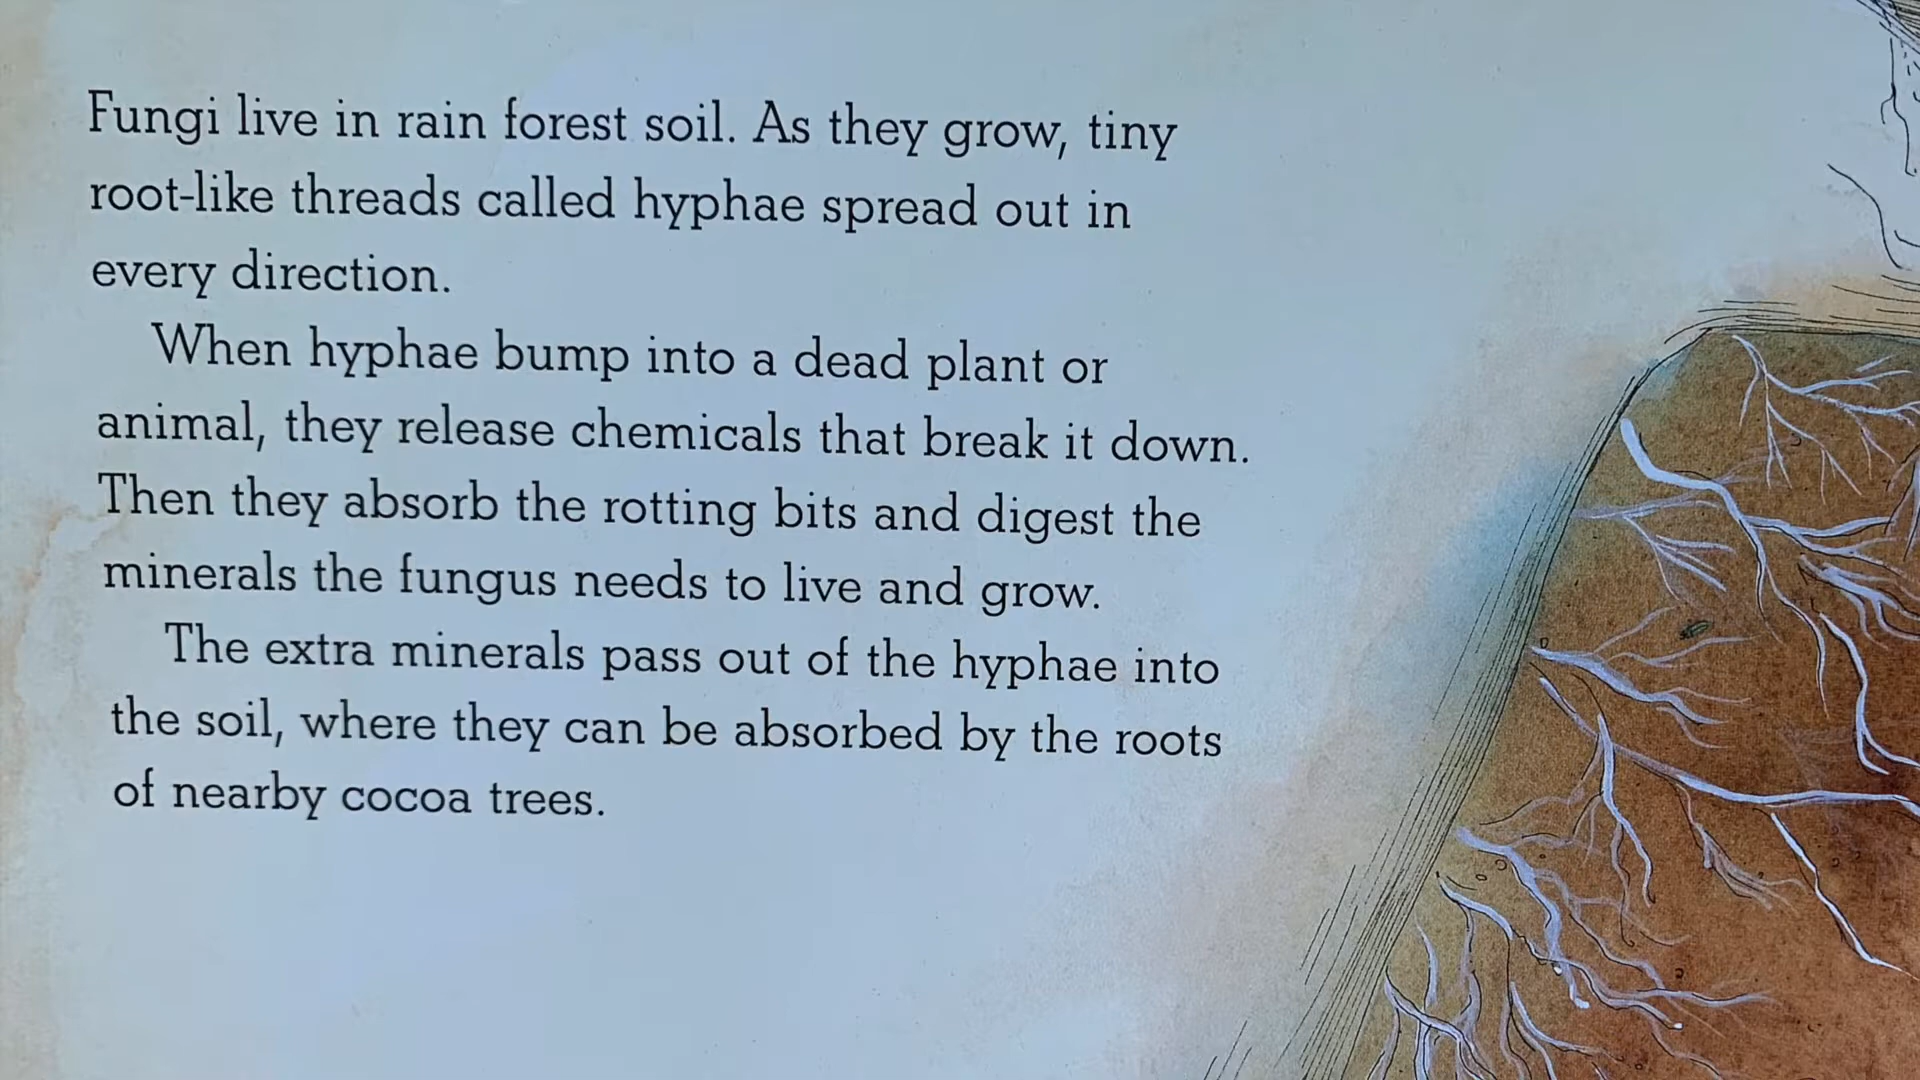 Fungi live in rain forest soil. As they grow, tiny
root-like threads called hyphae spread out in
every direction.
When hyphae bump into a dead plant or
animal, they release chemicals that break it down.
Then they absorb the rotting bits and digest the
minerals the fungus needs to live and grow.
The extra minerals pass out of the hyphae into
the soil, where they can be absorbed by the roots
of nearby cocoa trees.